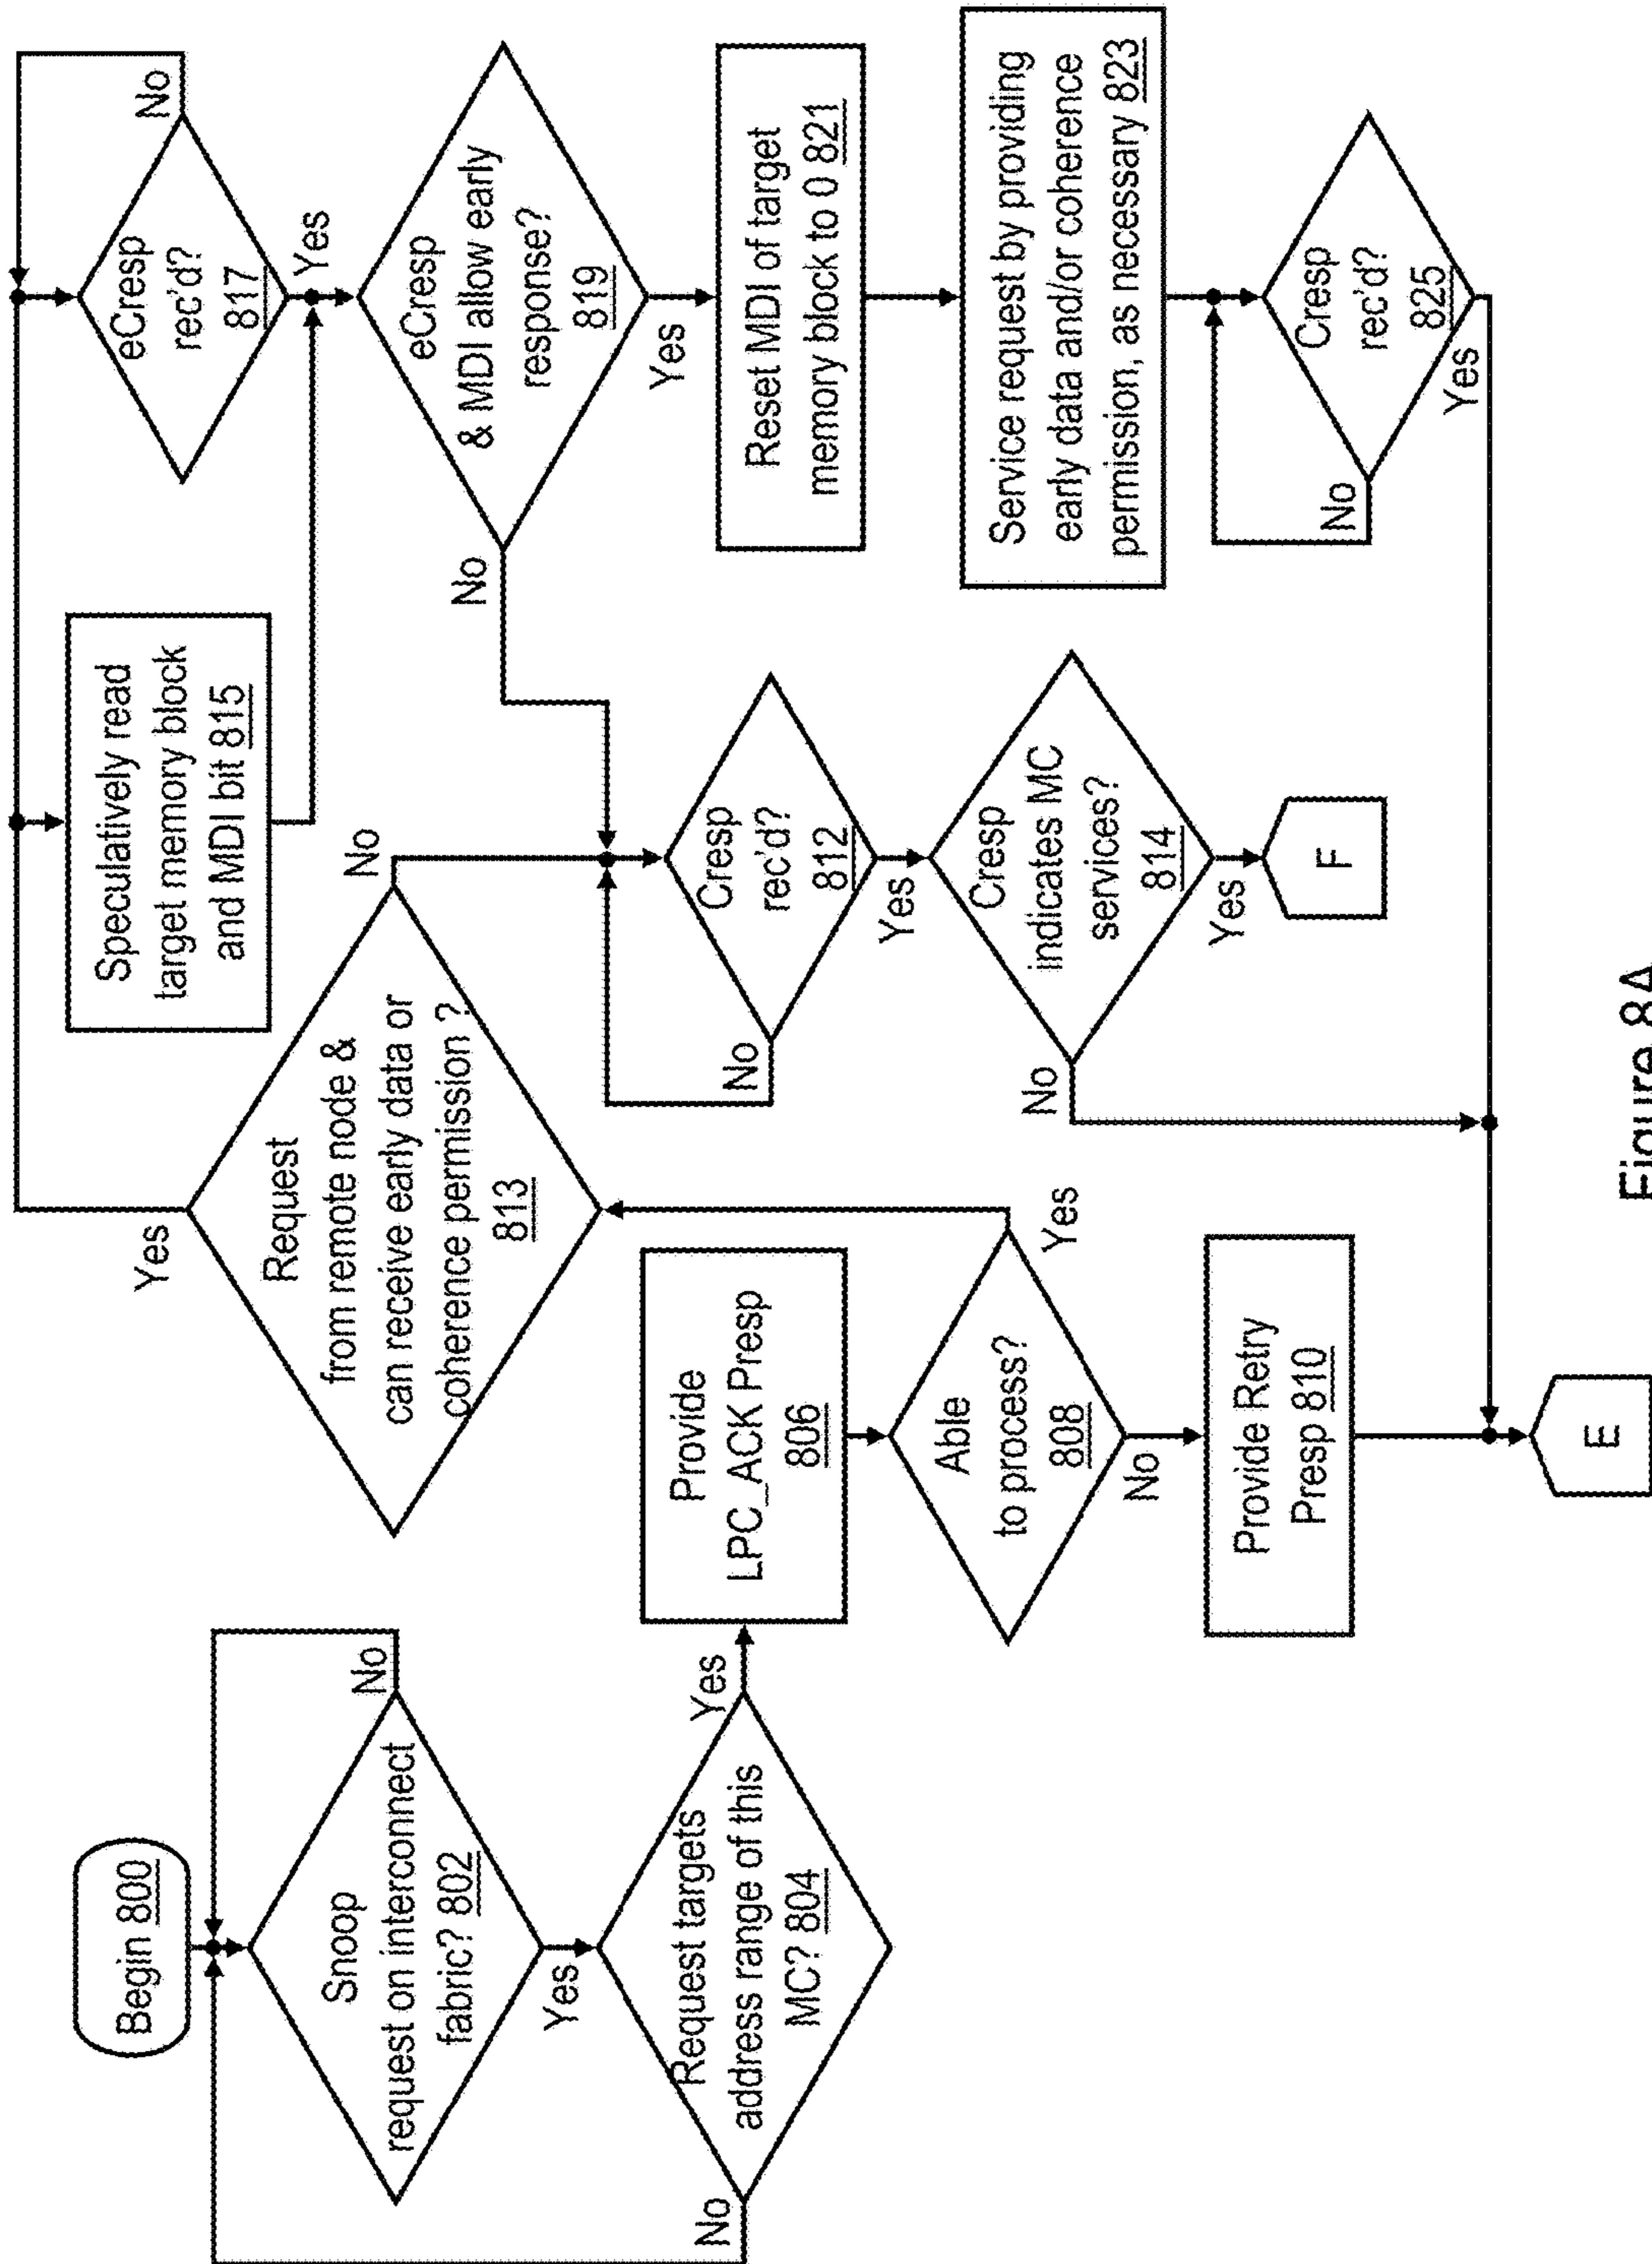 Begin 800
Snoop
request on interconnect
fabric? 802
No
Yes
Request targets
address range of this
MC? 804
No
Yes
Provide
LPC_ACK Presp
806
Able
to process?
808
Yes
No
Provide Retry
Presp 810
E
Request
from remote node &
can receive early data or
coherence permission ?
813
Yes
No
Cresp
rec'd?
812
No
Yes
Cresp
indicates MC
services?
814
No
Yes
F
Speculatively read
target memory block
and MDI bit 815
eCresp
rec'd?
817
No
Yes
eCresp
& MDI allow early
response?
819
No
Yes
Reset MDI of target
memory block to 0 821
Service request by providing
early data and/or coherence
permission, as necessary 823
Cresp
rec'd?
825
No
Yes
Figure 8A